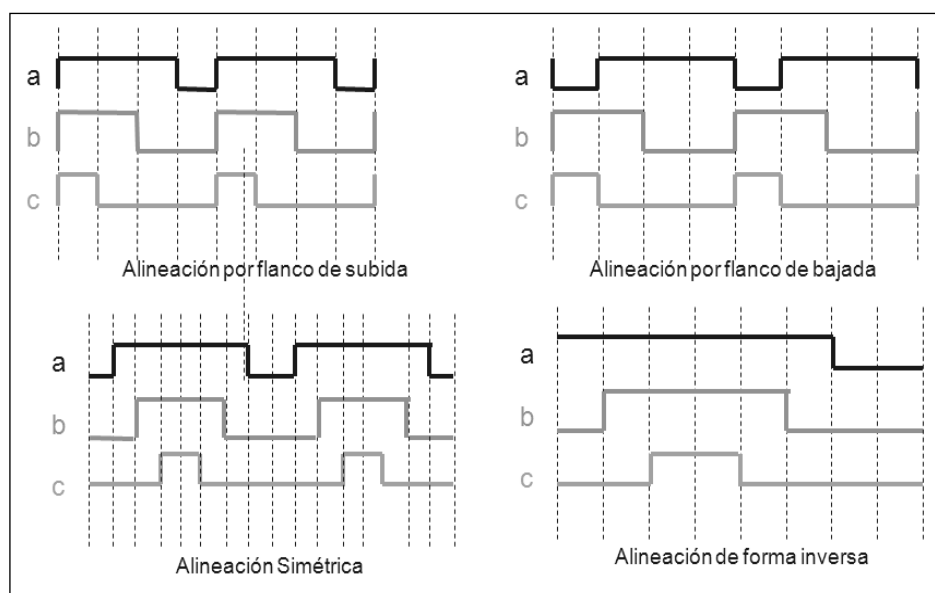 a
b
c
Alineación por flanco de subida
a
b
c
Alineación por flanco de bajada
a
b
c
Alineación Simétrica
a
b
c
Alineación de forma inversa